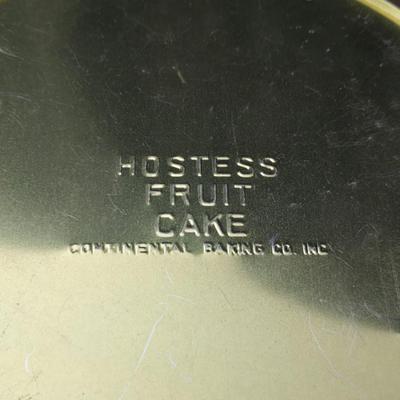 HOSTESS
FRUIT
CAKE
CONTINENTAL BAKING CO. INC